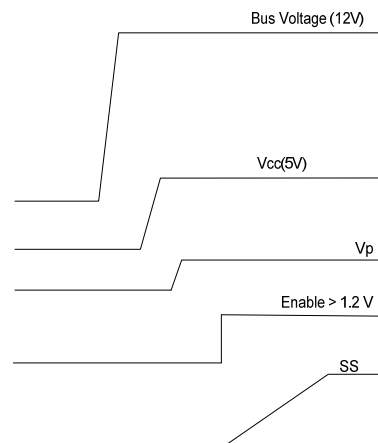 Bus Voltage (12V)
Vcc(5V)
Vp
Enable > 1.2 V
SS